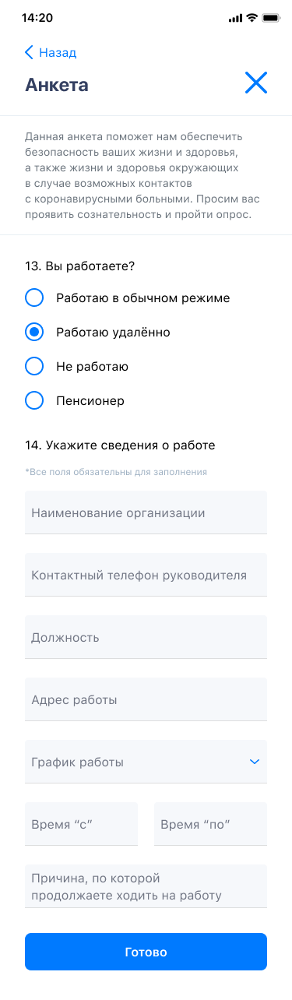 14:20
Назад
Анкета
Данная анкета поможет нам обеспечить
безопасность ваших жизни и здоровья,
а также жизни и здоровья окружающих
в случае возможных контактов
с коронавирусными больными. Просим вас
проявить сознательность и пройти опрос.
13. Вы работаете?
Работаю в обычном режиме
Работаю удалённо
Не работаю
Пенсионер
14. Укажите сведения о работе
*Все поля обязательны для заполнения
Наименование организации
Контактный телефон руководителя
Должность
Адрес работы
График работы
Время “с”
Время “по”
Причина, по которой
продолжаете ходить на работу
Готово